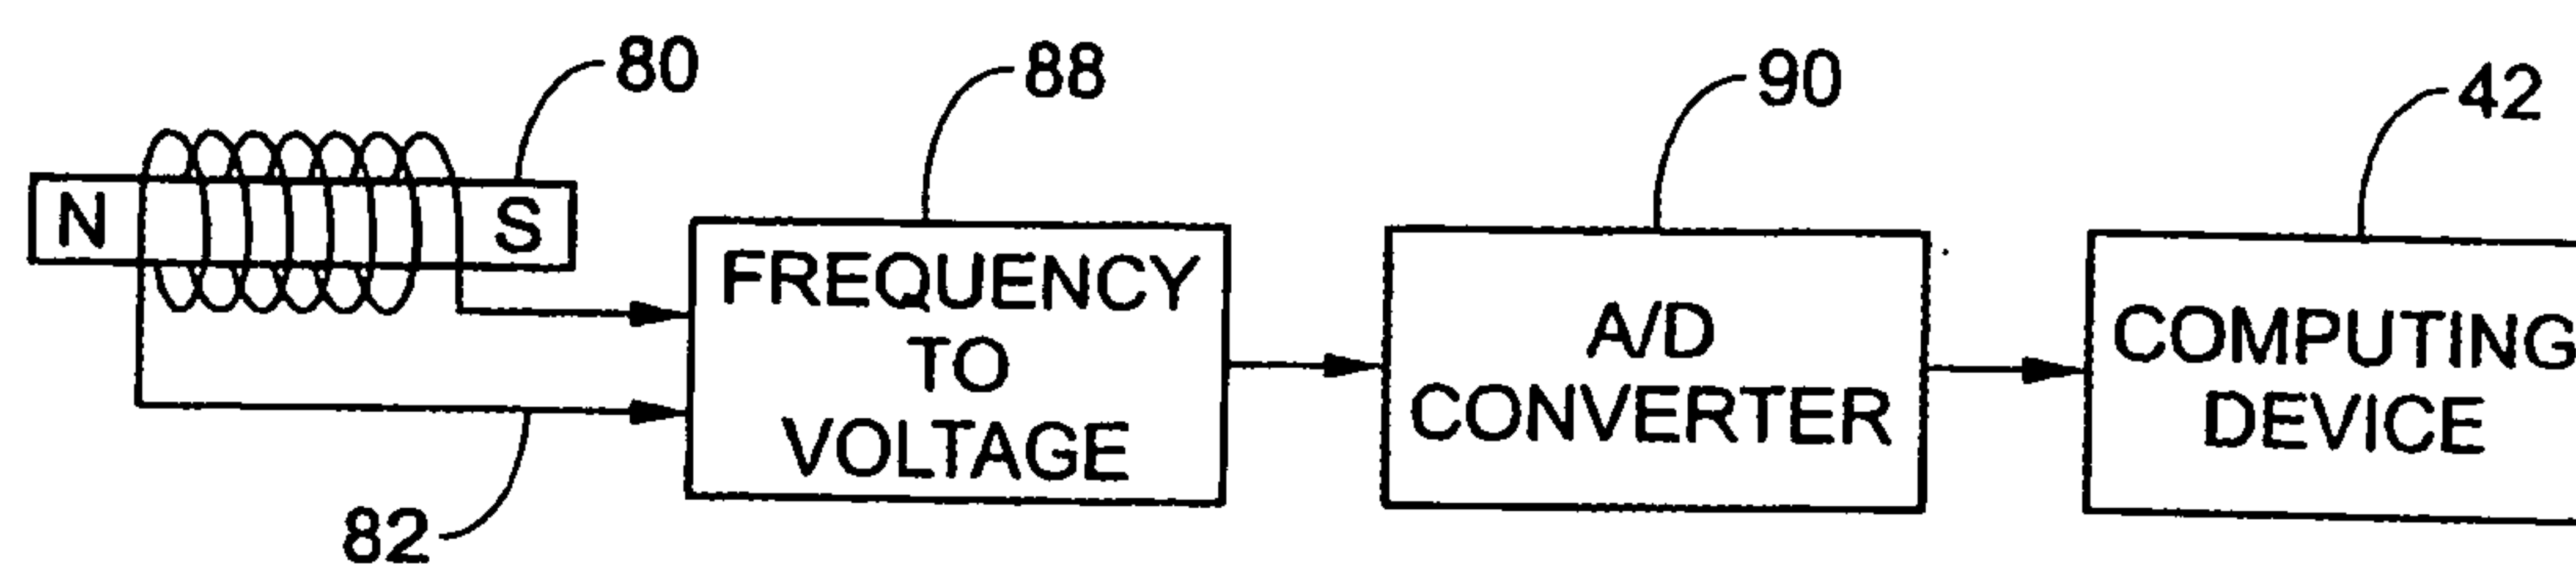 80
88
90
42
N
S
FREQUENCY
TO
VOLTAGE
A/D
CONVERTER
COMPUTING
DEVICE
82